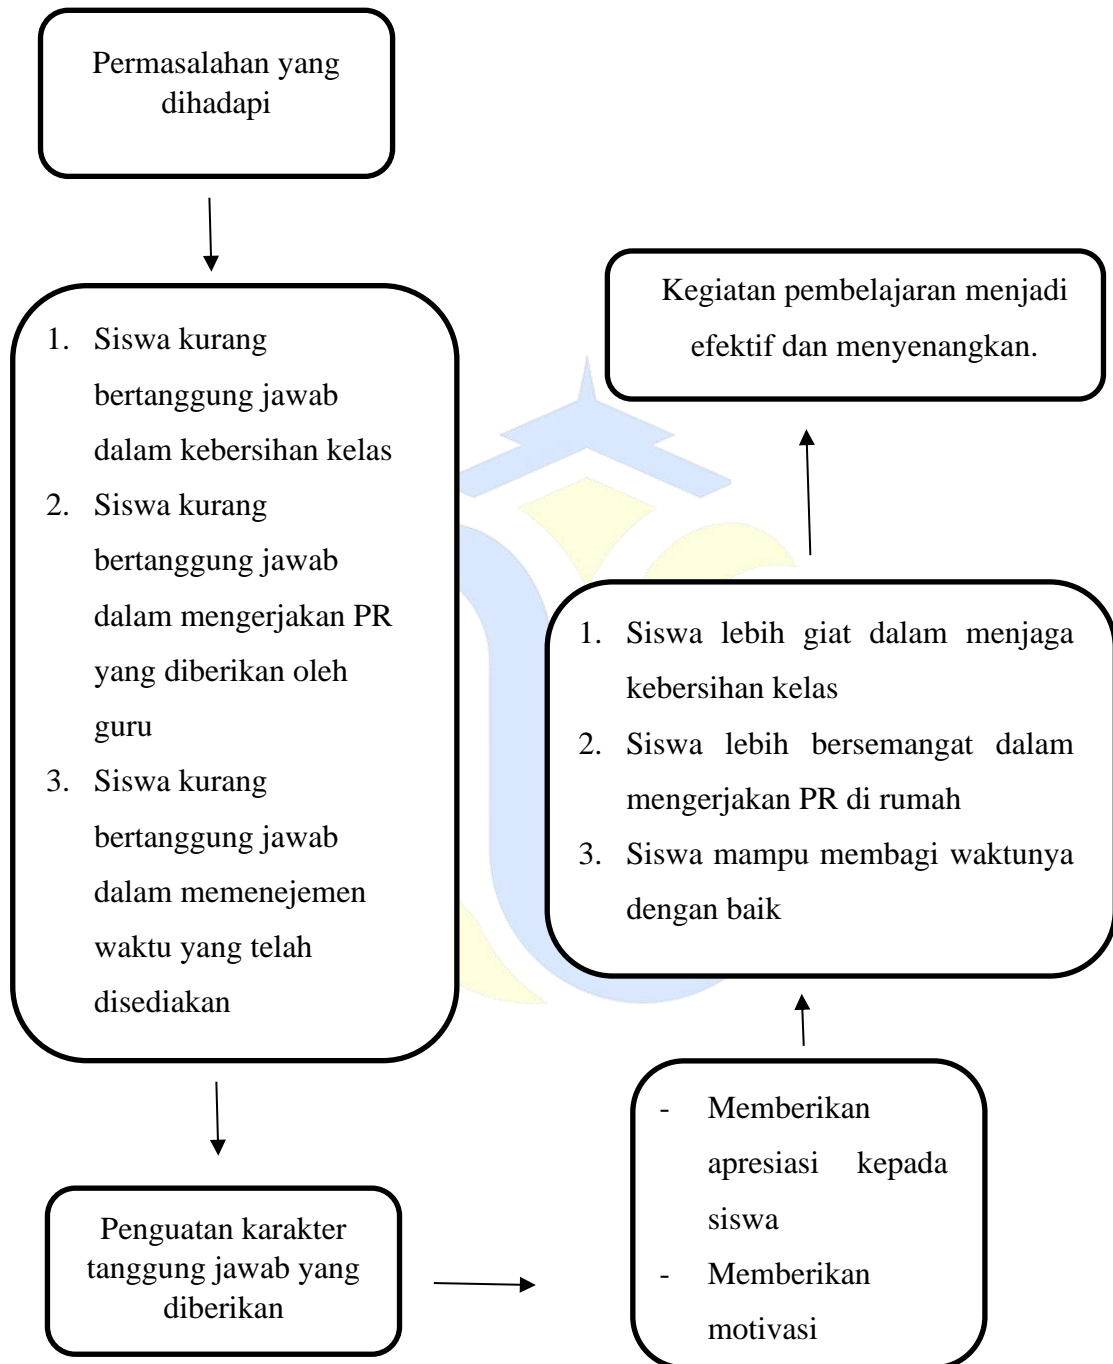 Permasalahan yang
dihadapi
1. Siswa kurang
bertanggung jawab
dalam kebersihan kelas
2. Siswa kurang
bertanggung jawab
dalam mengerjakan PR
yang diberikan oleh
guru
3. Siswa kurang
bertanggung jawab
dalam memenejemen
waktu yang telah
disediakan
Penguatan karakter
tanggung jawab yang
diberikan
- Memberikan
apresiasi kepada
siswa
- Memberikan
motivasi
1. Siswa lebih giat dalam menjaga
kebersihan kelas
2. Siswa lebih bersemangat dalam
mengerjakan PR di rumah
3. Siswa mampu membagi waktunya
dengan baik
Kegiatan pembelajaran menjadi
efektif dan menyenangkan.